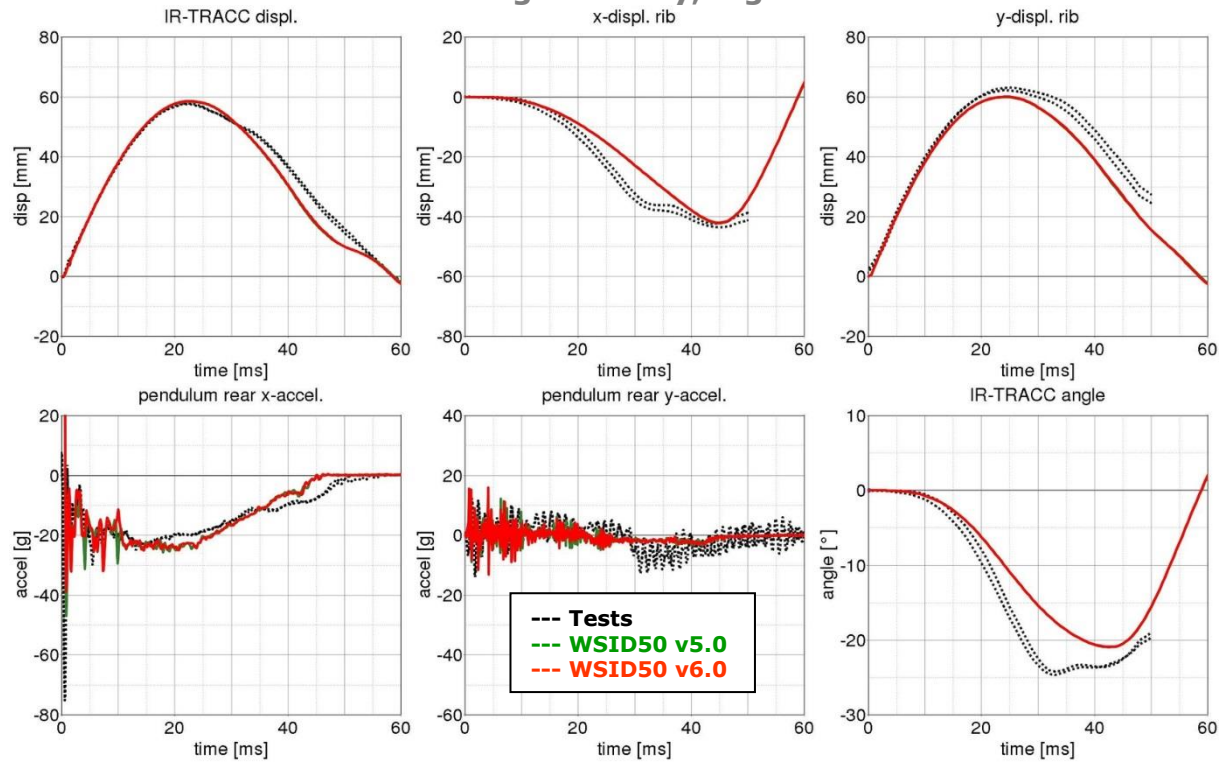 IR-TRACC displ.
x-displ. rib
y-displ. rib
80
60
40
20
0
-20
disp [mm]
0 20 40 60
time [ms]
20
0
-20
-40
-60
-80
disp [mm]
0 20 40 60
time [ms]
80
60
40
20
0
-20
disp [mm]
0 20 40 60
time [ms]
pendulum rear x-accel.
pendulum rear y-accel.
IR-TRACC angle
20
0
-20
-40
-60
-80
accel [g]
0 20 40 60
time [ms]
40
20
0
-20
-40
-60
accel [g]
0 20 40 60
time [ms]
--- Tests
--- WSID50 v5.0
--- WSID50 v6.0
10
0
-10
-20
-30
angle [°]
0 20 40 60
time [ms]